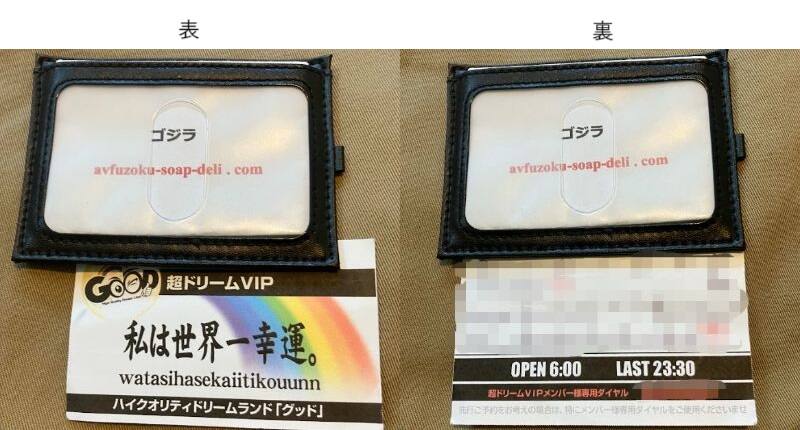 表
裏
ゴジラ
avfuzoku-soap-deli . com
GOOD
超ドリームVIP
私は世界一幸運。
watasihasekaiitikouunn
ハイクオリティドリームランド「グッド」
ゴジラ
avfuzoku-soap-deli . com
OPEN 6:00 LAST 23:30
超ドリームVIPメンバー様専用ダイヤル
先行ご予約をお考えの場合は、特にメンバー様専用ダイヤルをご使用くださいませ